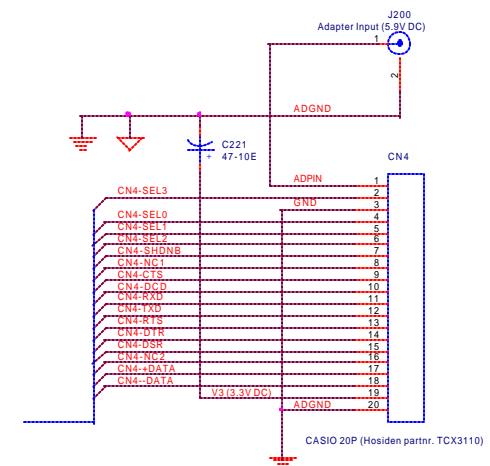 J200
Adapter Input (5.9V DC)
1
2
ADGND
C221
+ 47-10E
CN4
ADPIN
1
CN4-SEL3
2
GND
3
CN4-SEL0
4
CN4-SEL1
5
CN4-SEL2
6
CN4-SHDNB
7
CN4-NC1
8
CN4-CTS
9
CN4-DCD
10
CN4-RXD
11
CN4-TXD
12
CN4-RTS
13
CN4-DTR
14
CN4-DSR
15
CN4-NC2
16
CN4-+DATA
17
CN4--DATA
18
V3 (3.3V DC)
19
ADGND
20
CASIO 20P (Hosiden partnr. TCX3110)